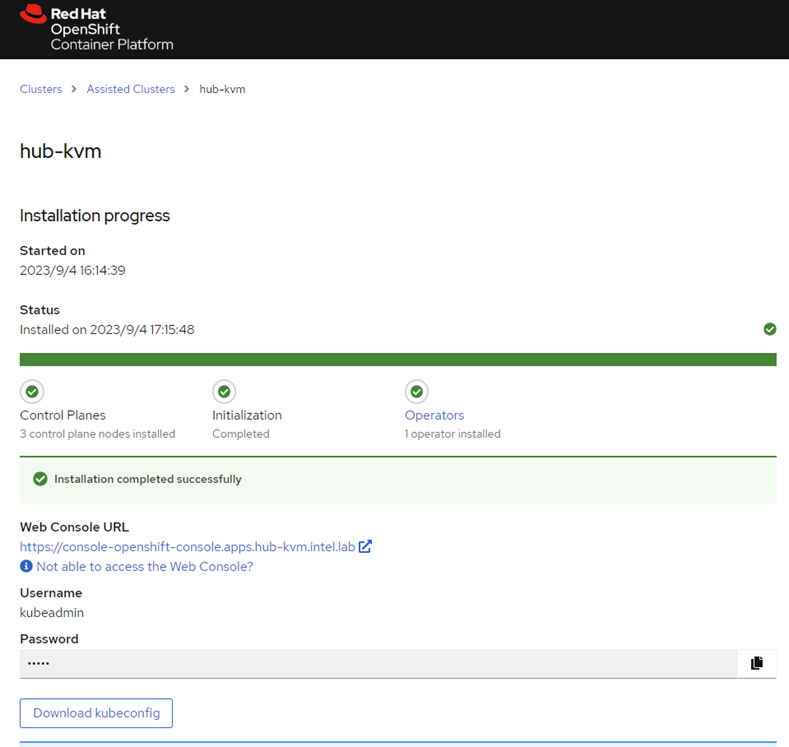 Red Hat
OpenShift
Container Platform
Clusters > Assisted Clusters > hub-kvm
hub-kvm
Installation progress
Started on
2023/9/4 16:14:39
Status
Installed on 2023/9/4 17:15:48
Control Planes
3 control plane nodes installed
Initialization
Completed
Operators
1 operator installed
Installation completed successfully
Web Console URL
https://console-openshift-console.apps.hub-kvm.intel.lab
Not able to access the Web Console?
Username
kubeadmin
Password
•••••
Download kubeconfig